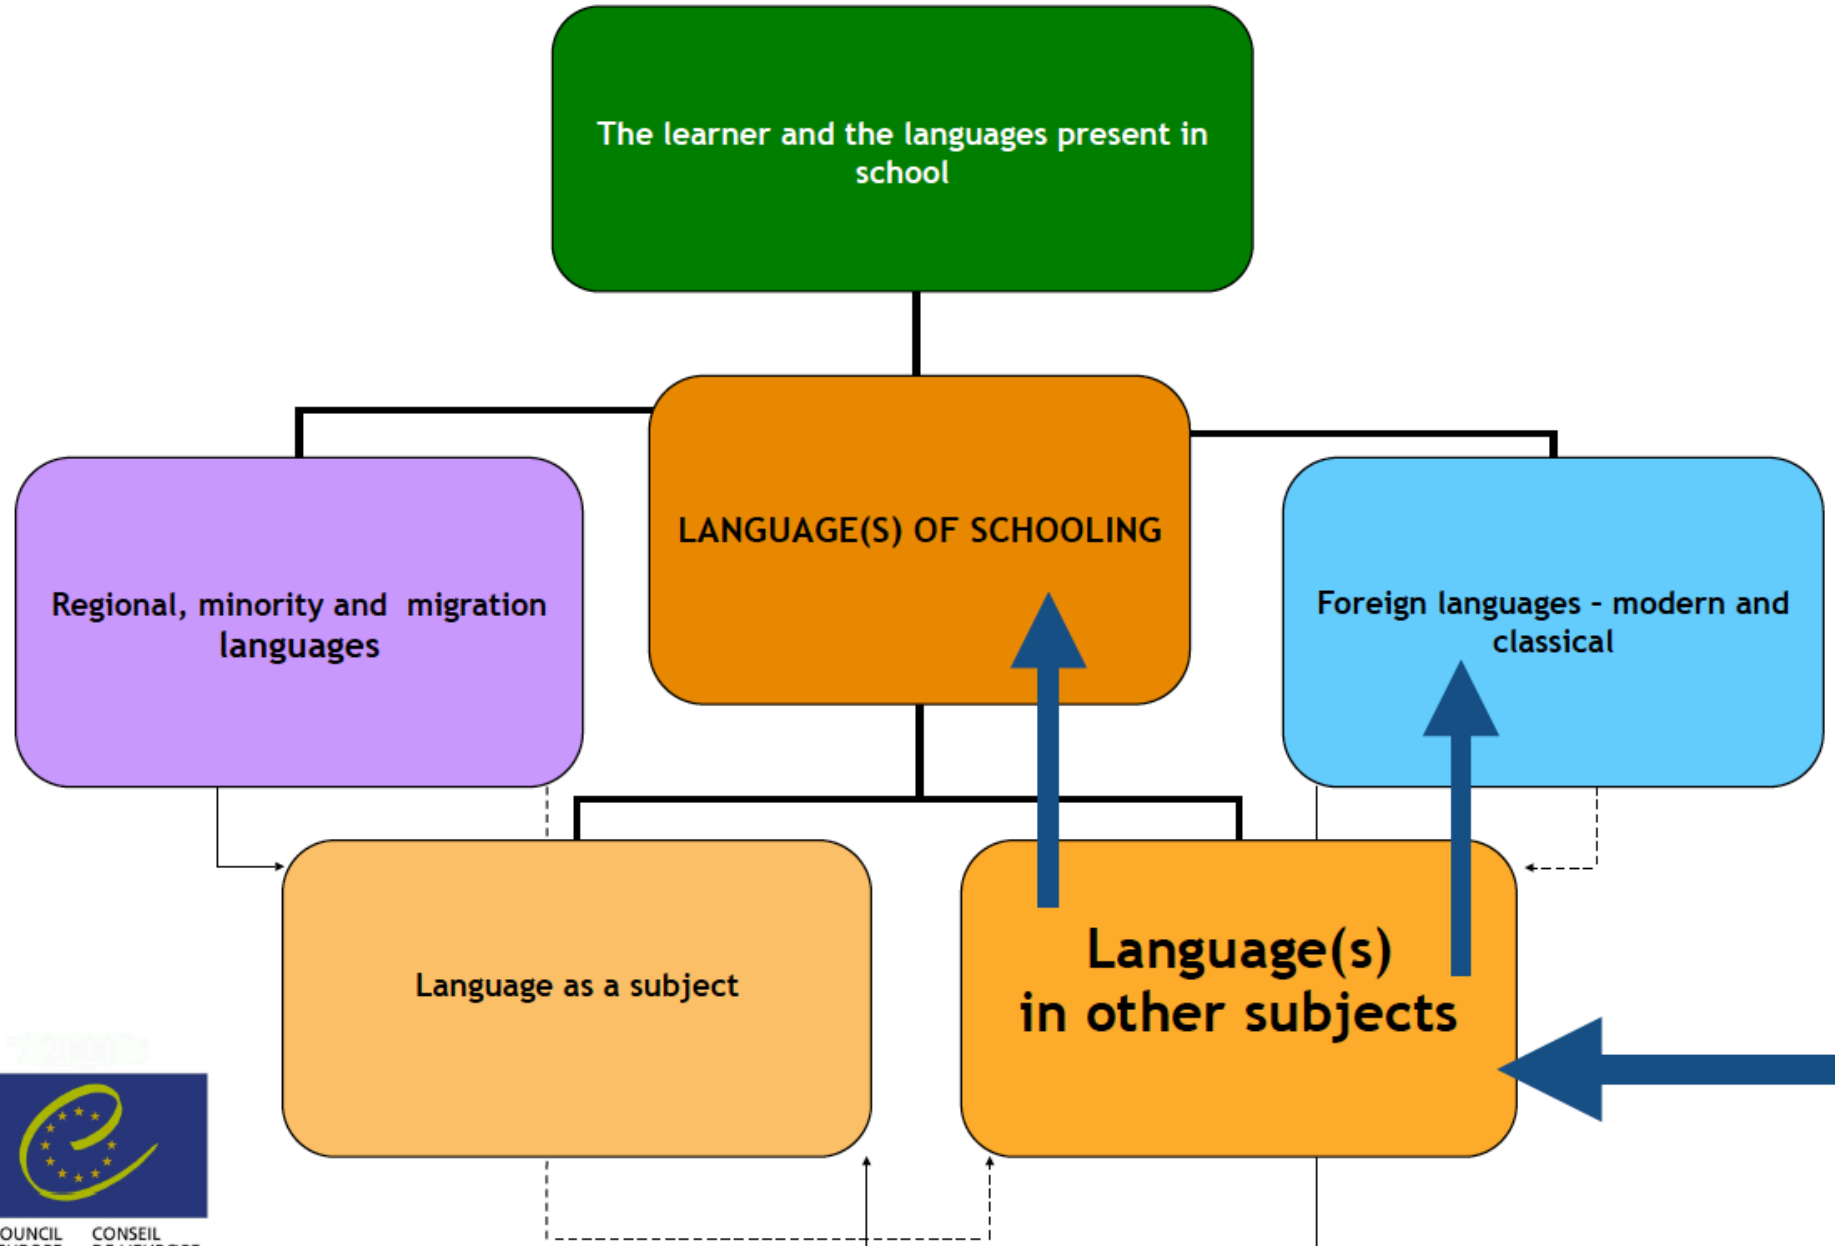 The learner and the languages present in
school
LANGUAGE(S) OF SCHOOLING
Regional, minority and migration
languages
Foreign languages - modern and
classical
Language as a subject
Language(s)
in other subjects
OUNCIL CONSEIL